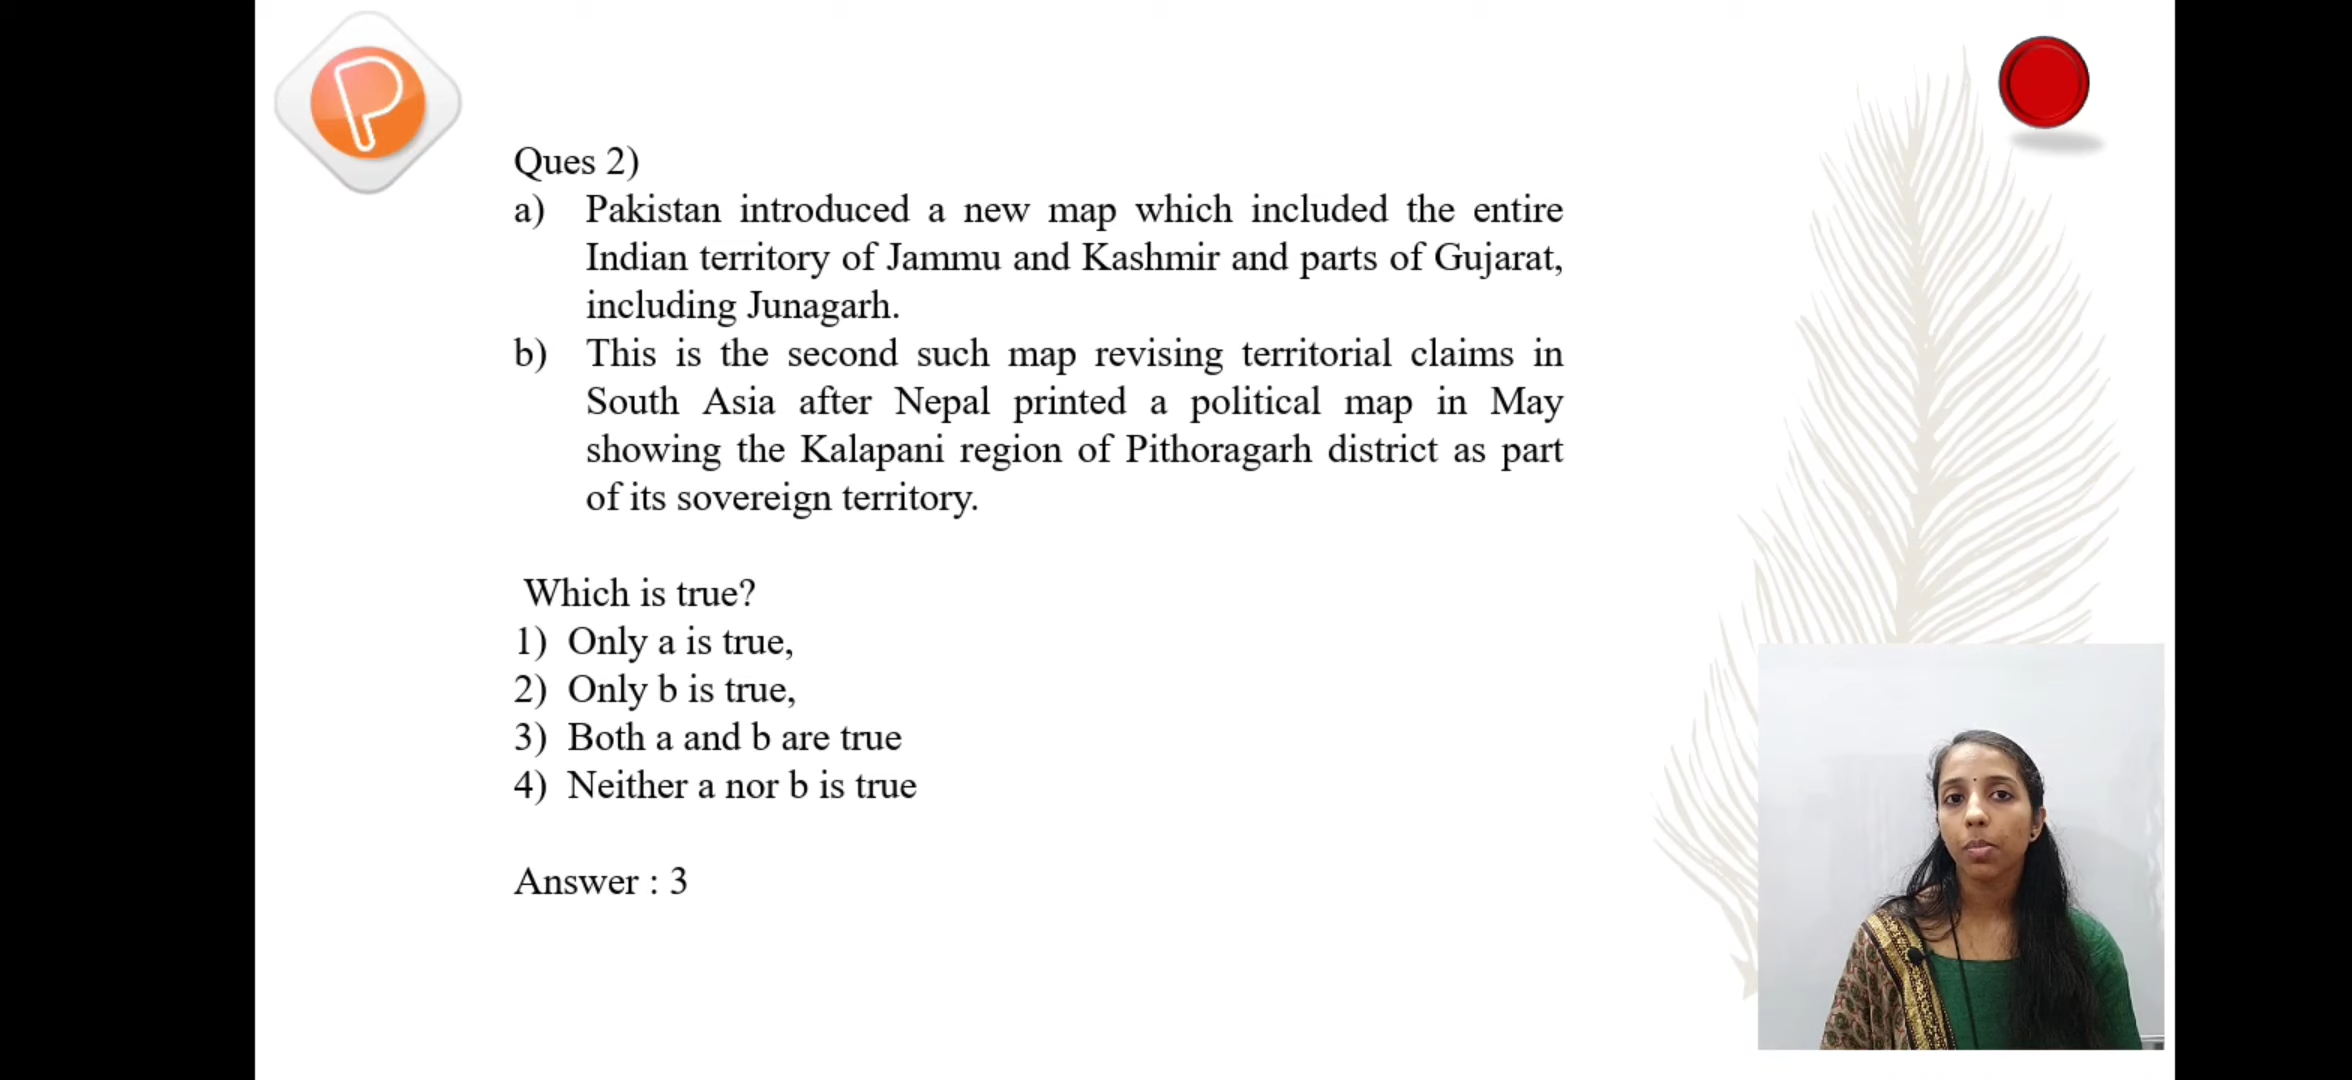 Ques 2)
a) Pakistan introduced a new map which included the entire
Indian territory of Jammu and Kashmir and parts of Gujarat,
including Junagarh.
b) This is the second such map revising territorial claims in
South Asia after Nepal printed a political map in May
showing the Kalapani region of Pithoragarh district as part
of its sovereign territory.
Which is true?
1) Only a is true,
2) Only b is true,
3) Both a and b are true
4) Neither a nor b is true
Answer : 3